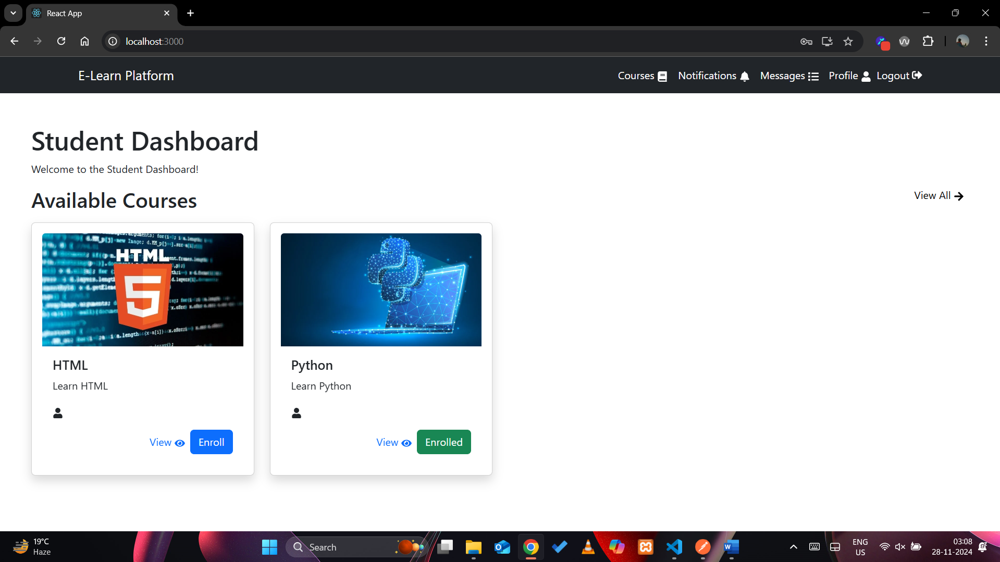 React App
localhost:3000
E-Learn Platform
Courses
Notifications
Messages
Profile
Logout
Student Dashboard
Welcome to the Student Dashboard!
Available Courses
View All
HTML
5
HTML
Learn HTML
View
Enroll
Python
Learn Python
View
Enrolled
19°C
Haze
Search
ENG
US
03:08
28-11-2024